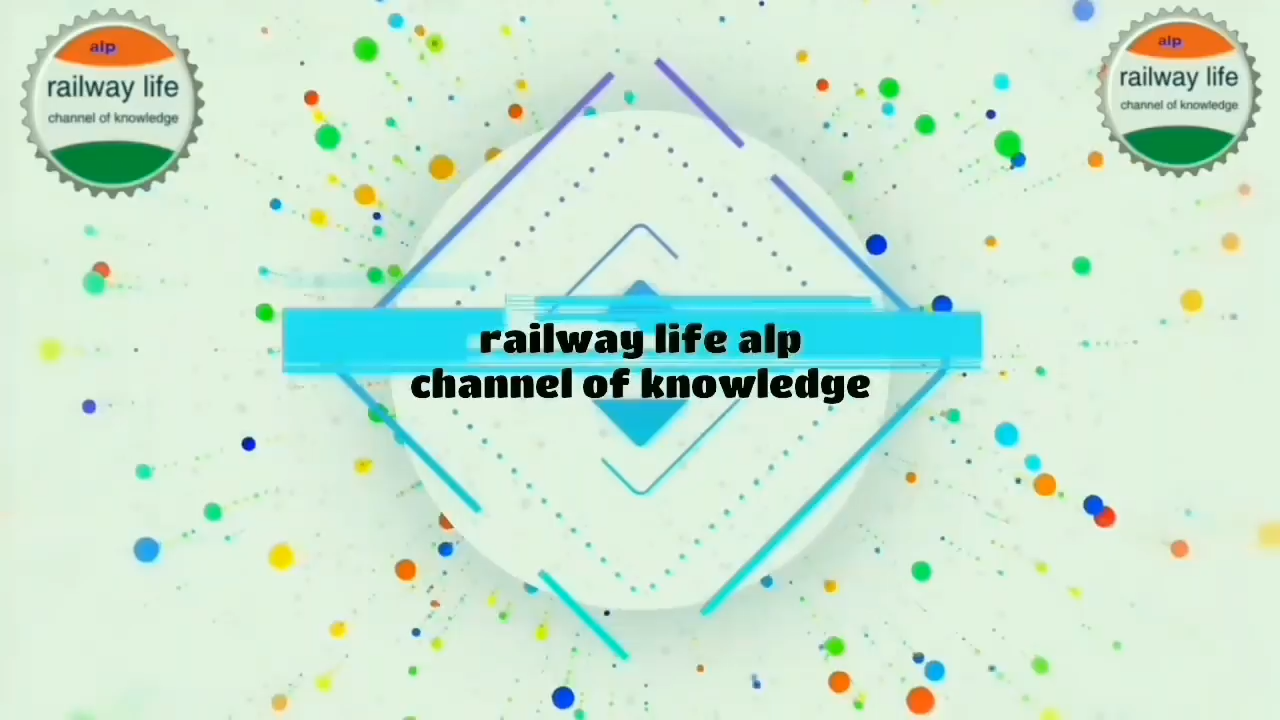 alp
railway life
channel of knowledge
alp
railway life
channel of knowledge
railway life alp
channel of knowledge